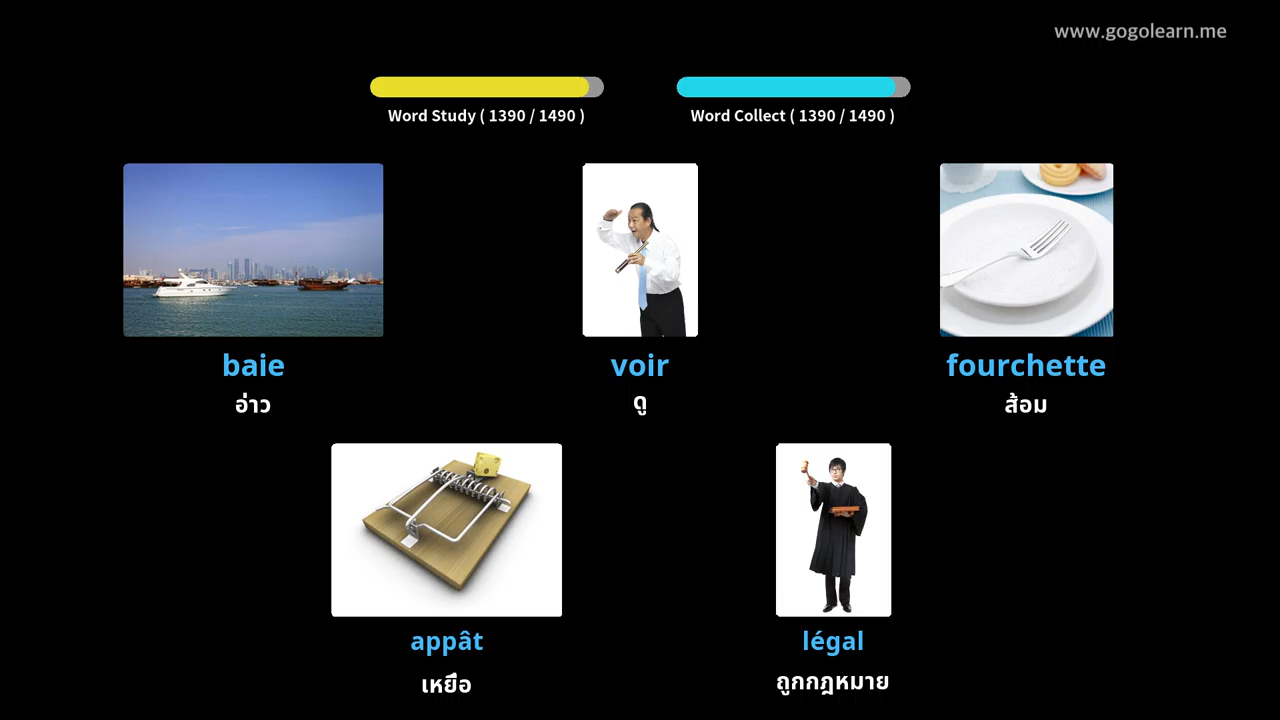 www.gogolearn.me
Word Study ( 1390 / 1490 )
Word Collect ( 1390 / 1490 )
baie
voir
fourchette
อ่าว
ดู
ส้อม
appât
légal
เหยื่อ
ถูกกฎหมาย